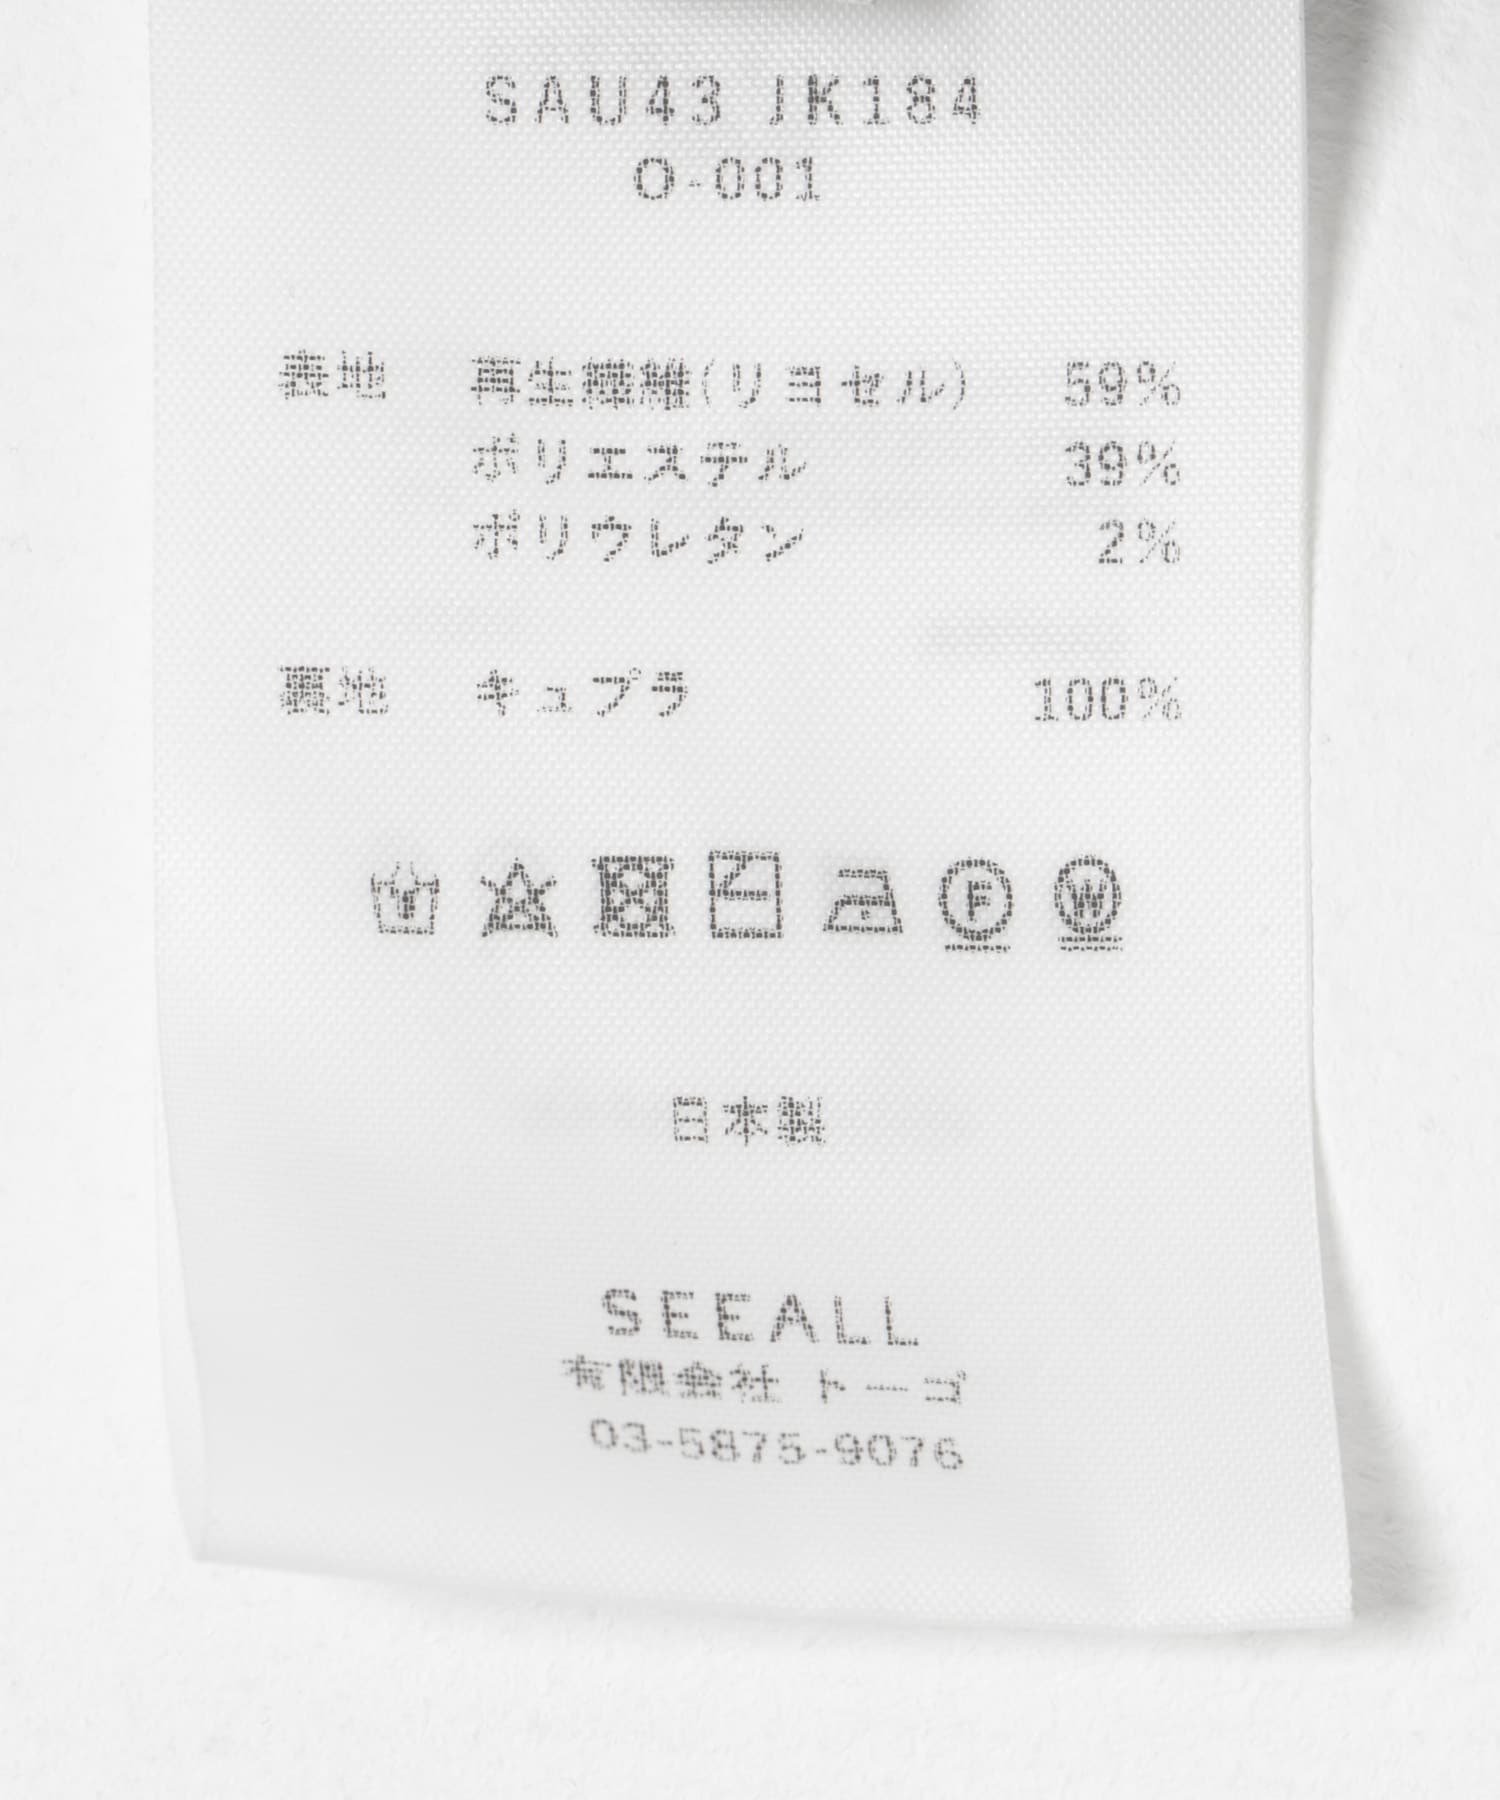 SAU43 JK184
O-001
表地 再生繊維(リヨセル) 59%
ポリエステル 39%
ポリウレタン 2%
裏地 キュプラ 100%
F W
日本製
SEEALL
有限会社 トーゴ
03-5875-9076